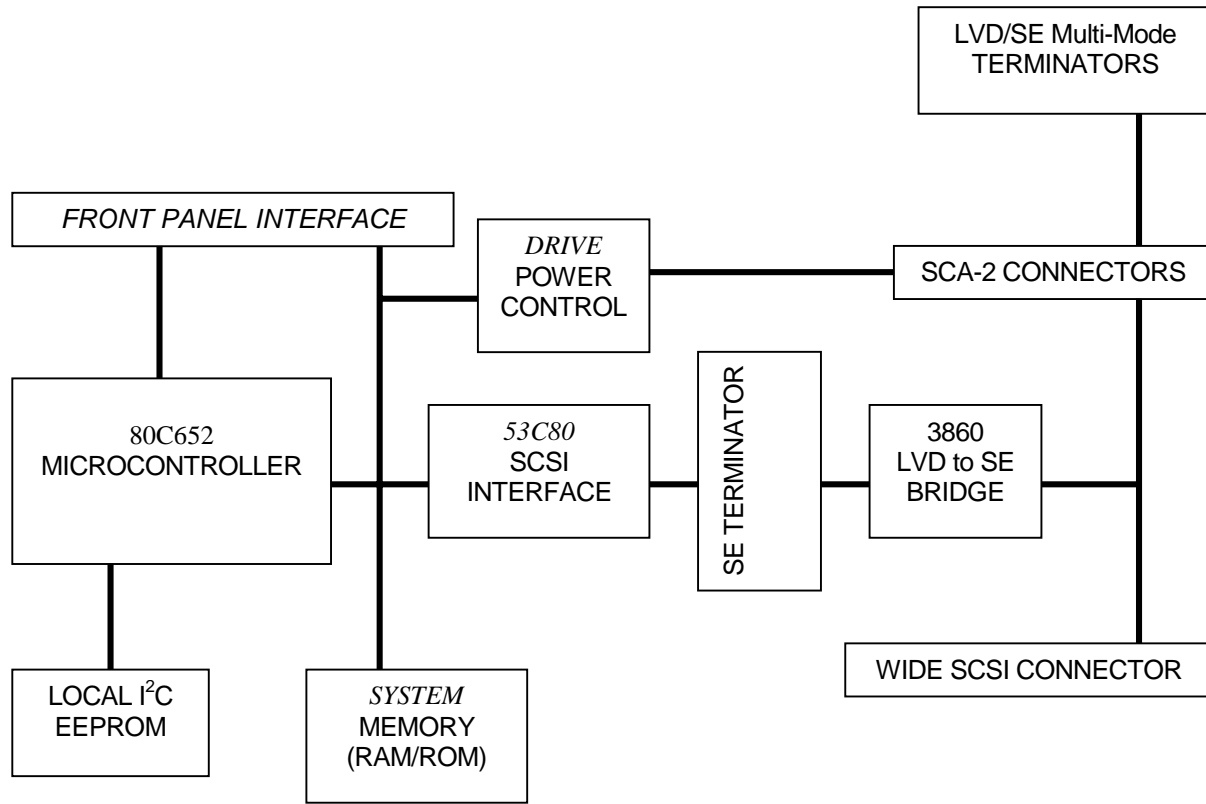 LVD/SE Multi-Mode
TERMINATORS
FRONT PANEL INTERFACE
DRIVE
POWER
CONTROL
SCA-2 CONNECTORS
80C652
MICROCONTROLLER
53C80
SCSI
INTERFACE
SE TERMINATOR
3860
LVD to SE
BRIDGE
WIDE SCSI CONNECTOR
LOCAL I²C
EEPROM
SYSTEM
MEMORY
(RAM/ROM)